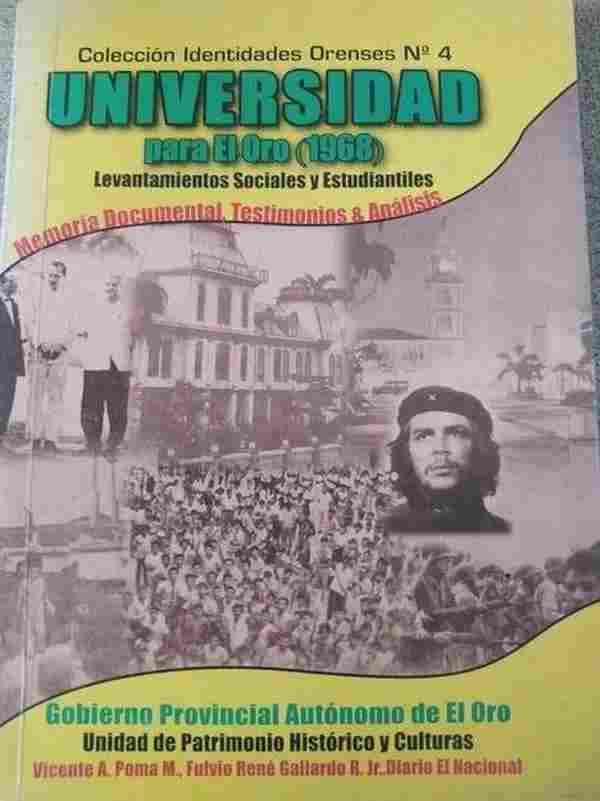 Colección Identidades Orenses Nº 4
UNIVERSIDAD
para El Oro (1968)
Levantamientos Sociales y Estudiantiles
Memoria Documental, Testimonios & Análisis
Gobierno Provincial Autónomo de El Oro
Unidad de Patrimonio Histórico y Culturas
Vicente A. Poma M., Fulvio René Gallardo R. Jr..Diario El Nacional